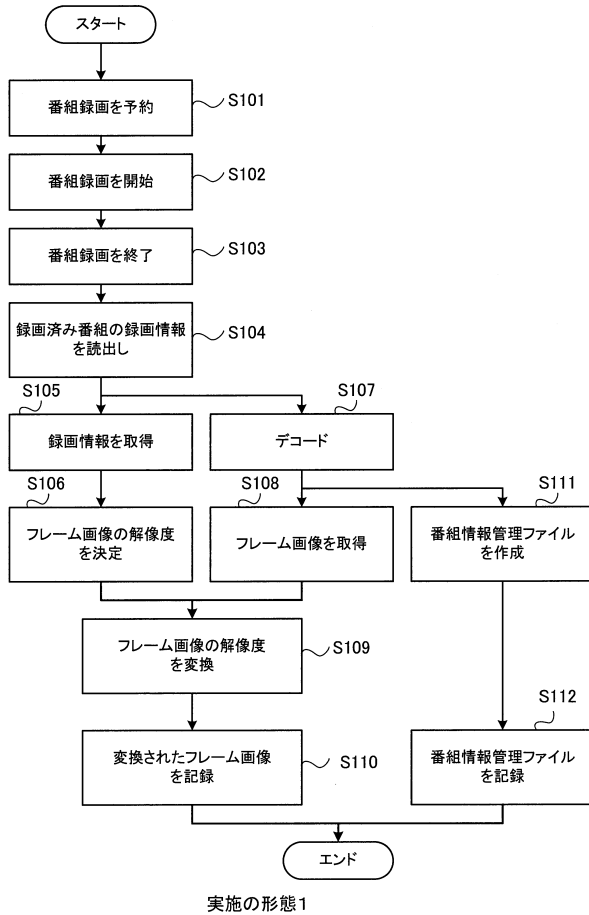 スタート
番組録画を予約
S101
番組録画を開始
S102
番組録画を終了
S103
録画済み番組の録画情報
を読出し
S104
S105
録画情報を取得
S107
デコード
S106
フレーム画像の解像度
を決定
S108
フレーム画像を取得
S111
番組情報管理ファイル
を作成
フレーム画像の解像度
を変換
S109
変換されたフレーム画像
を記録
S110
S112
番組情報管理ファイル
を記録
エンド
実施の形態1